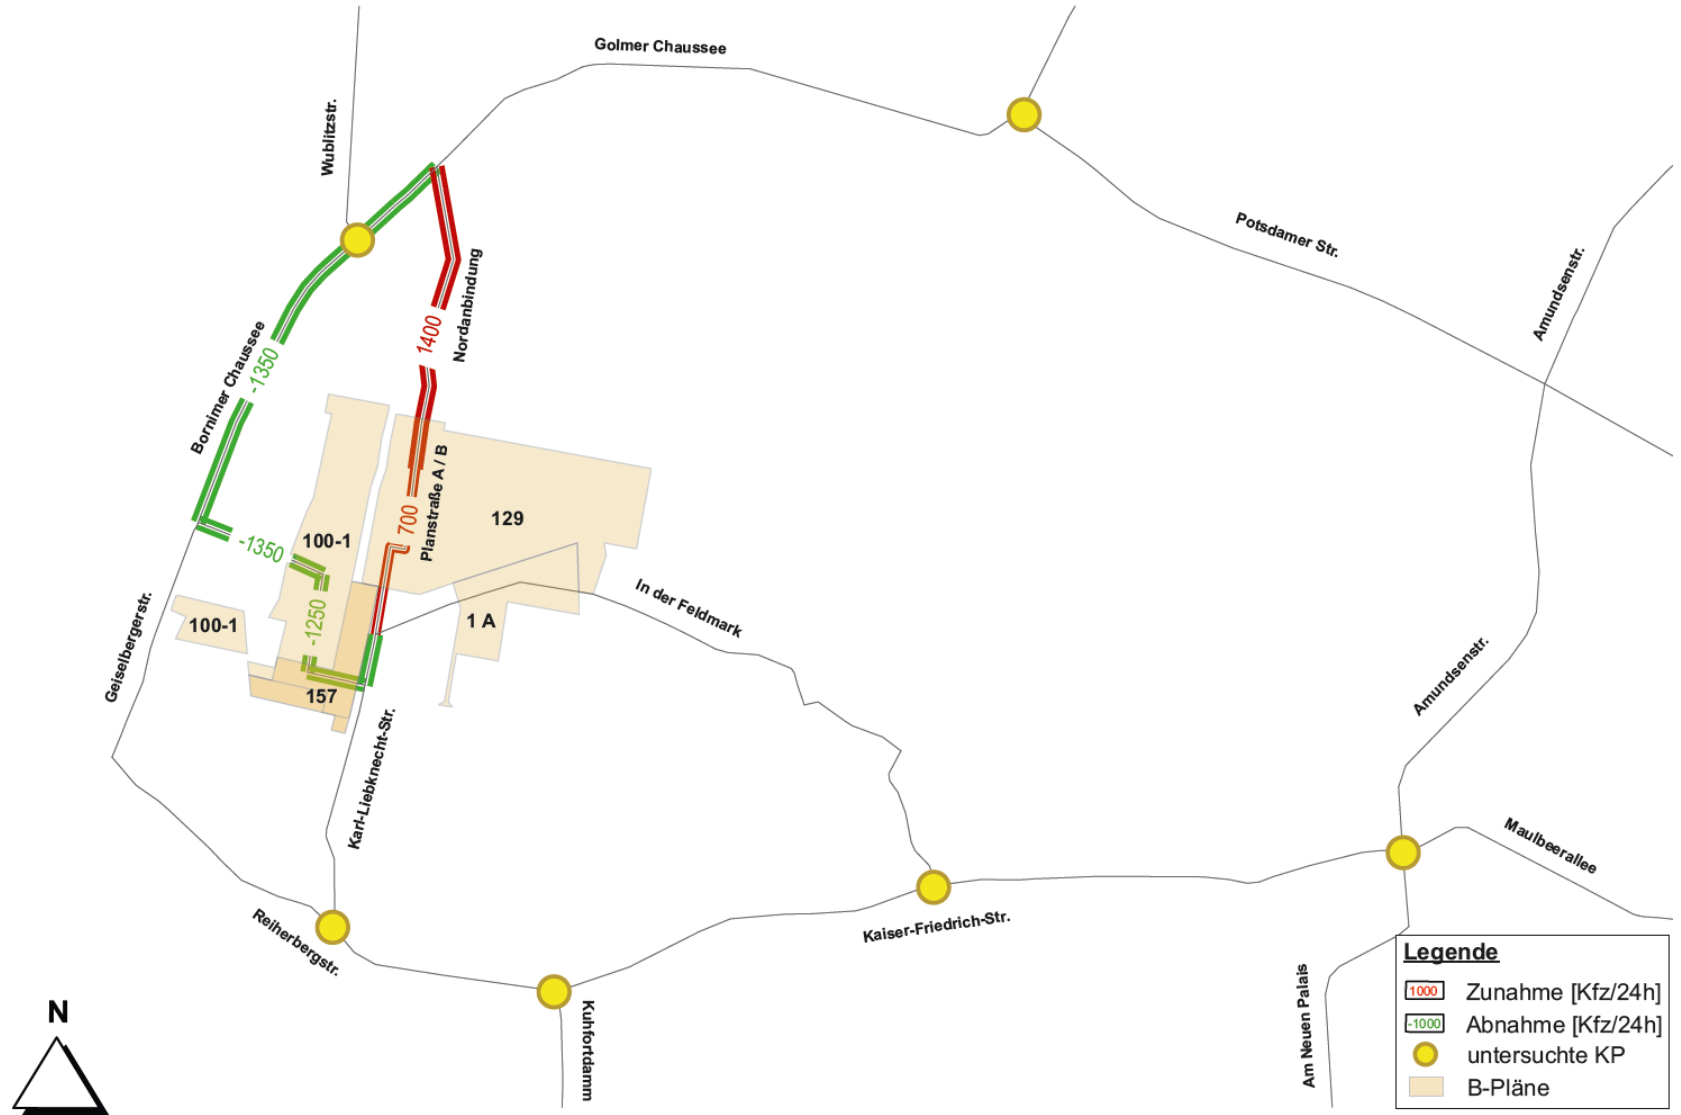 Golmer Chaussee
Wublitzstr.
Potsdamer Str.
Amundsenstr.
Nordanbindung
1400
Bornimer Chaussee
-1350
Planstraße A / B
700
129
100-1
-1350
In der Feldmark
Geiselbergerstr.
100-1
-1250
1 A
157
Amundsenstr.
Karl-Liebknecht-Str.
Maulbeerallee
Reiherbergstr.
Kaiser-Friedrich-Str.
Kuhfortdamm
Am Neuen Palais
N
Legende
1000 Zunahme [Kfz/24h]
-1000 Abnahme [Kfz/24h]
untersuchte KP
B-Pläne